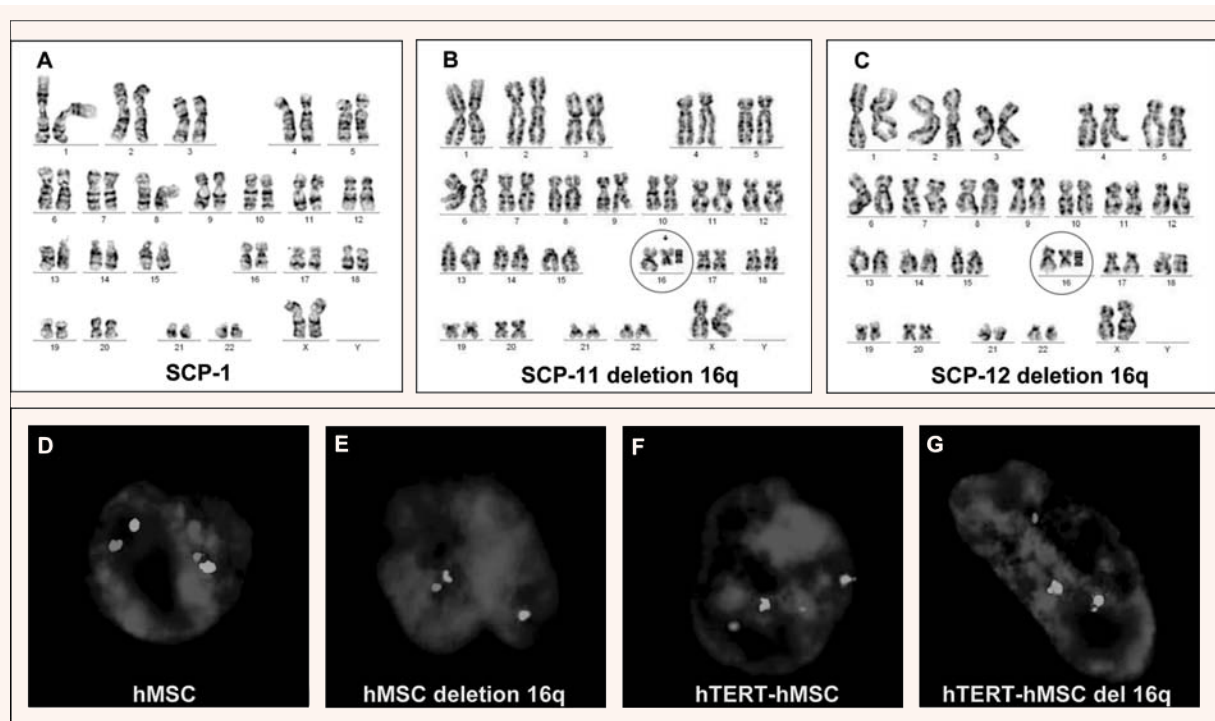 A
1 2 3 4 5
6 7 8 9 10 11 12
13 14 15 16 17 18
19 20 21 22 X Y
SCP-1
B
1 2 3 4 5
6 7 8 9 10 11 12
13 14 15 16 17 18
19 20 21 22 X Y
SCP-11 deletion 16q
C
1 2 3 4 5
6 7 8 9 10 11 12
13 14 15 16 17 18
19 20 21 22 X Y
SCP-12 deletion 16q
D
hMSC
E
hMSC deletion 16q
F
hTERT-hMSC
G
hTERT-hMSC del 16q